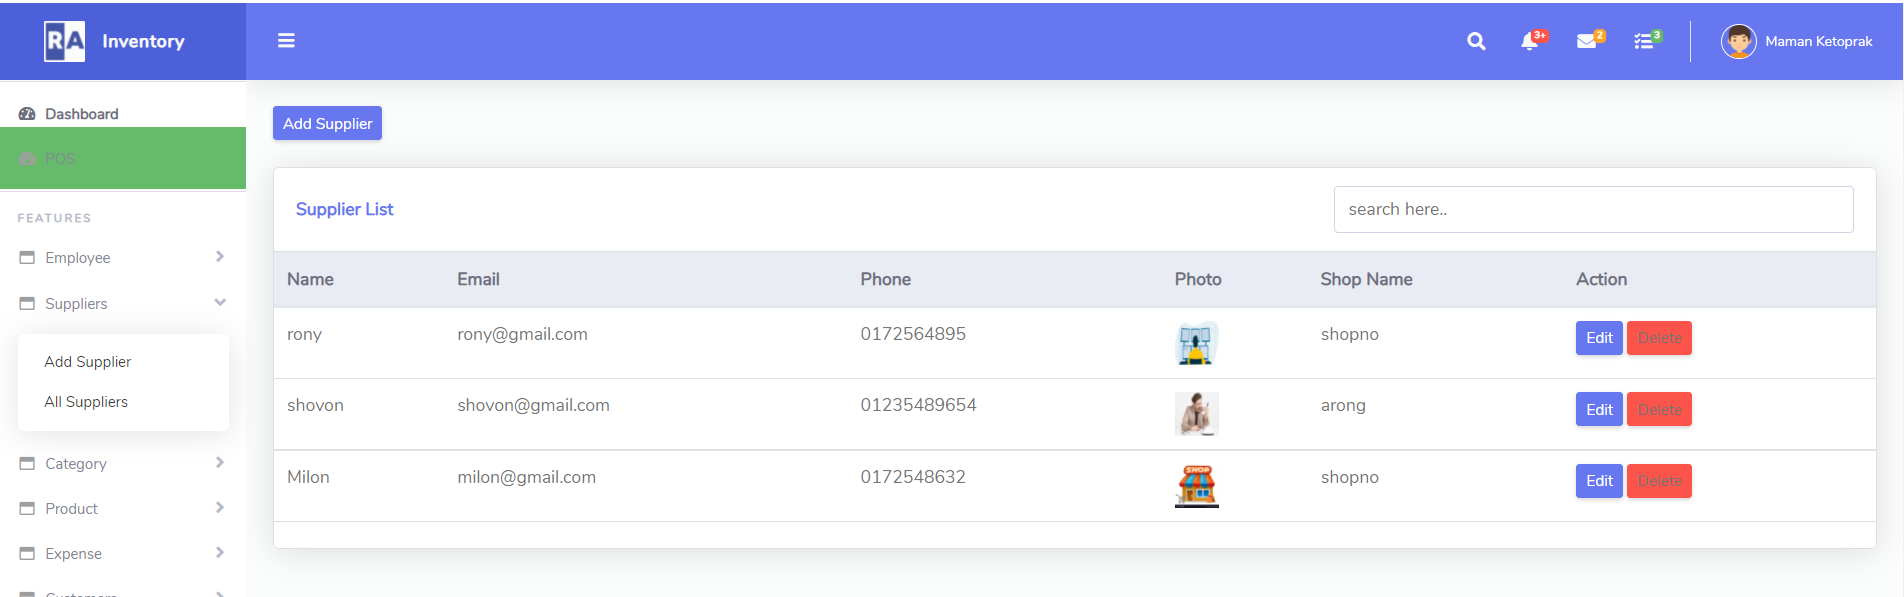 RA Inventory
3+ 2 3 Maman Ketoprak
Dashboard
POS
FEATURES
Employee
Suppliers
Add Supplier
All Suppliers
Category
Product
Expense
Customers
Add Supplier
Supplier List search here..
Name Email Phone Photo Shop Name Action
rony rony@gmail.com 0172564895 shopno Edit Delete
shovon shovon@gmail.com 01235489654 arong Edit Delete
Milon milon@gmail.com 0172548632 SHOP shopno Edit Delete